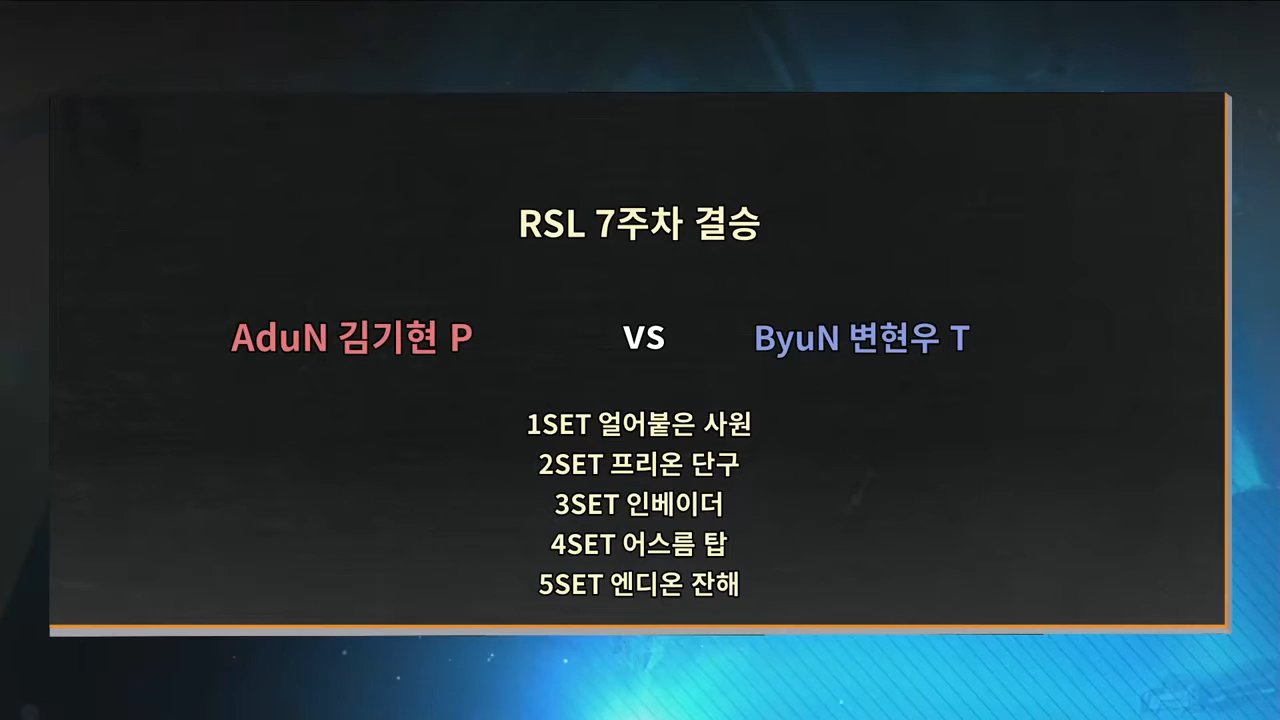 RSL 7주차 결승
AduN 김기현 P vs ByuN 변현우 T
1SET 얼어붙은 사원
2SET 프리온 단구
3SET 인베이더
4SET 어스름 탑
5SET 엔디온 잔해